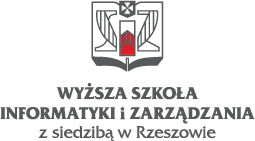 WYŻSZA SZKOŁA
INFORMATYKI i ZARZĄDZANIA
z siedzibą w Rzeszowie